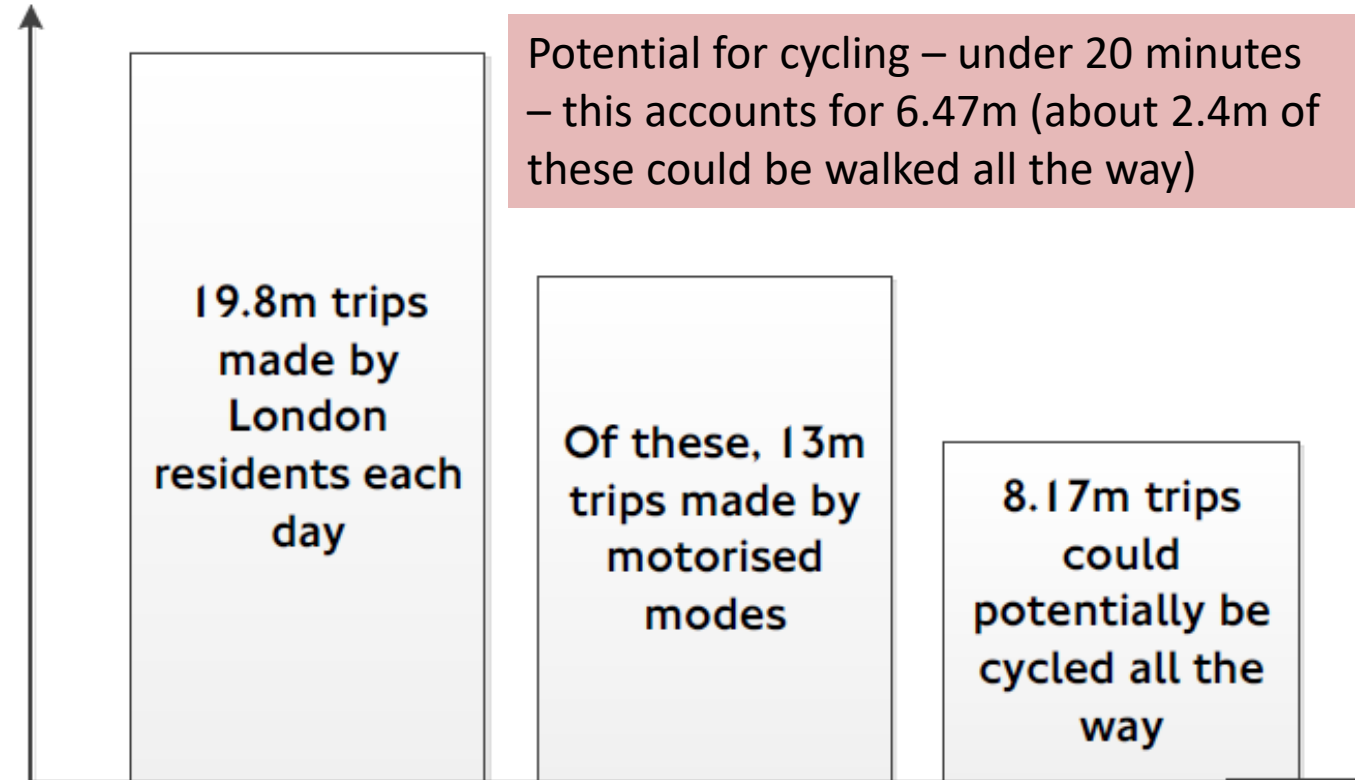 Potential for cycling – under 20 minutes
– this accounts for 6.47m (about 2.4m of
these could be walked all the way)
19.8m trips
made by
London
residents each
day
Of these, 13m
trips made by
motorised
modes
8.17m trips
could
potentially be
cycled all the
way